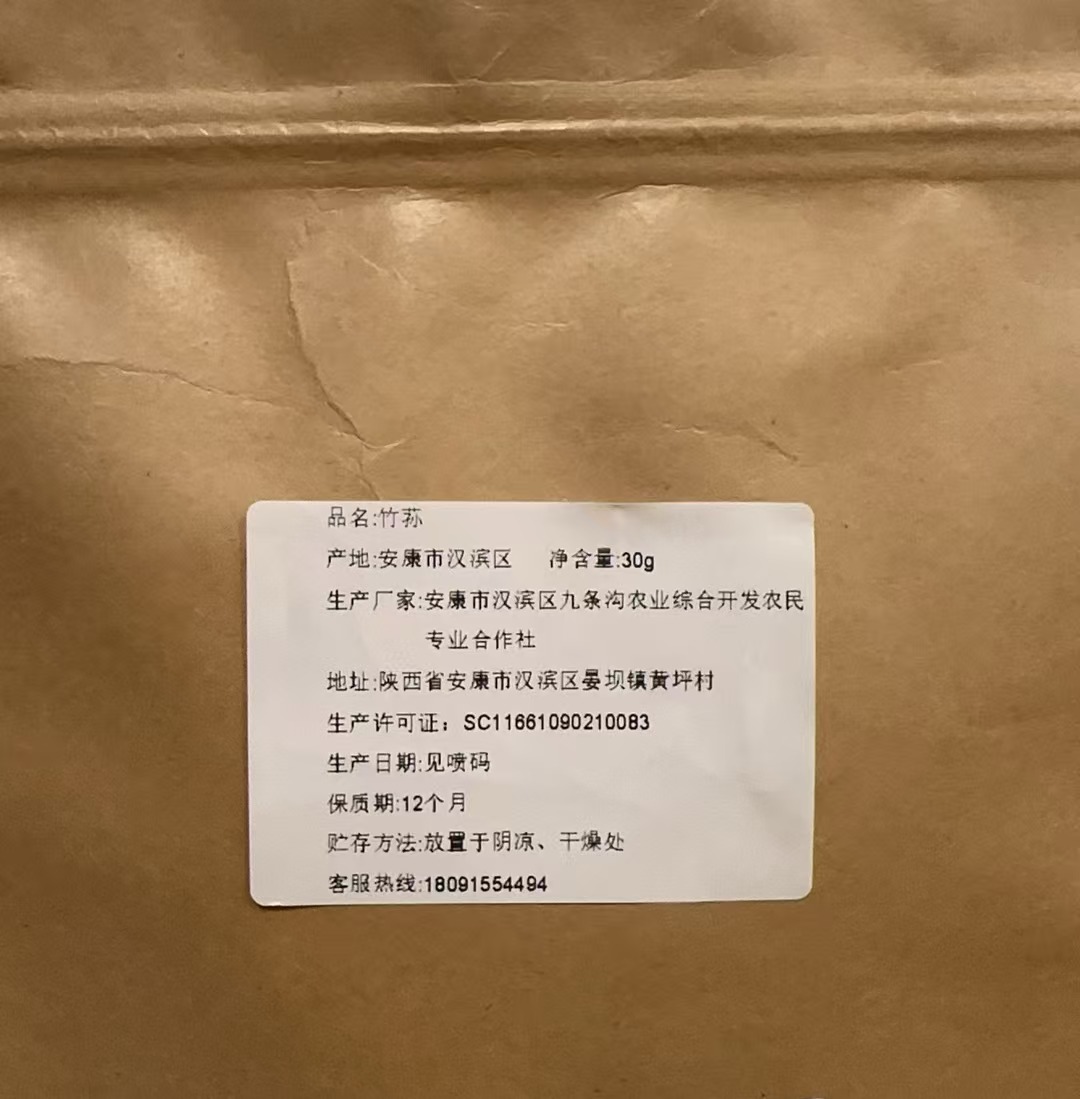 品名:竹荪
产地:安康市汉滨区 净含量:30g
生产厂家:安康市汉滨区九条沟农业综合开发农民
专业合作社
地址:陕西省安康市汉滨区晏坝镇黄坪村
生产许可证：SC11661090210083
生产日期:见喷码
保质期:12个月
贮存方法:放置于阴凉、干燥处
客服热线:18091554494